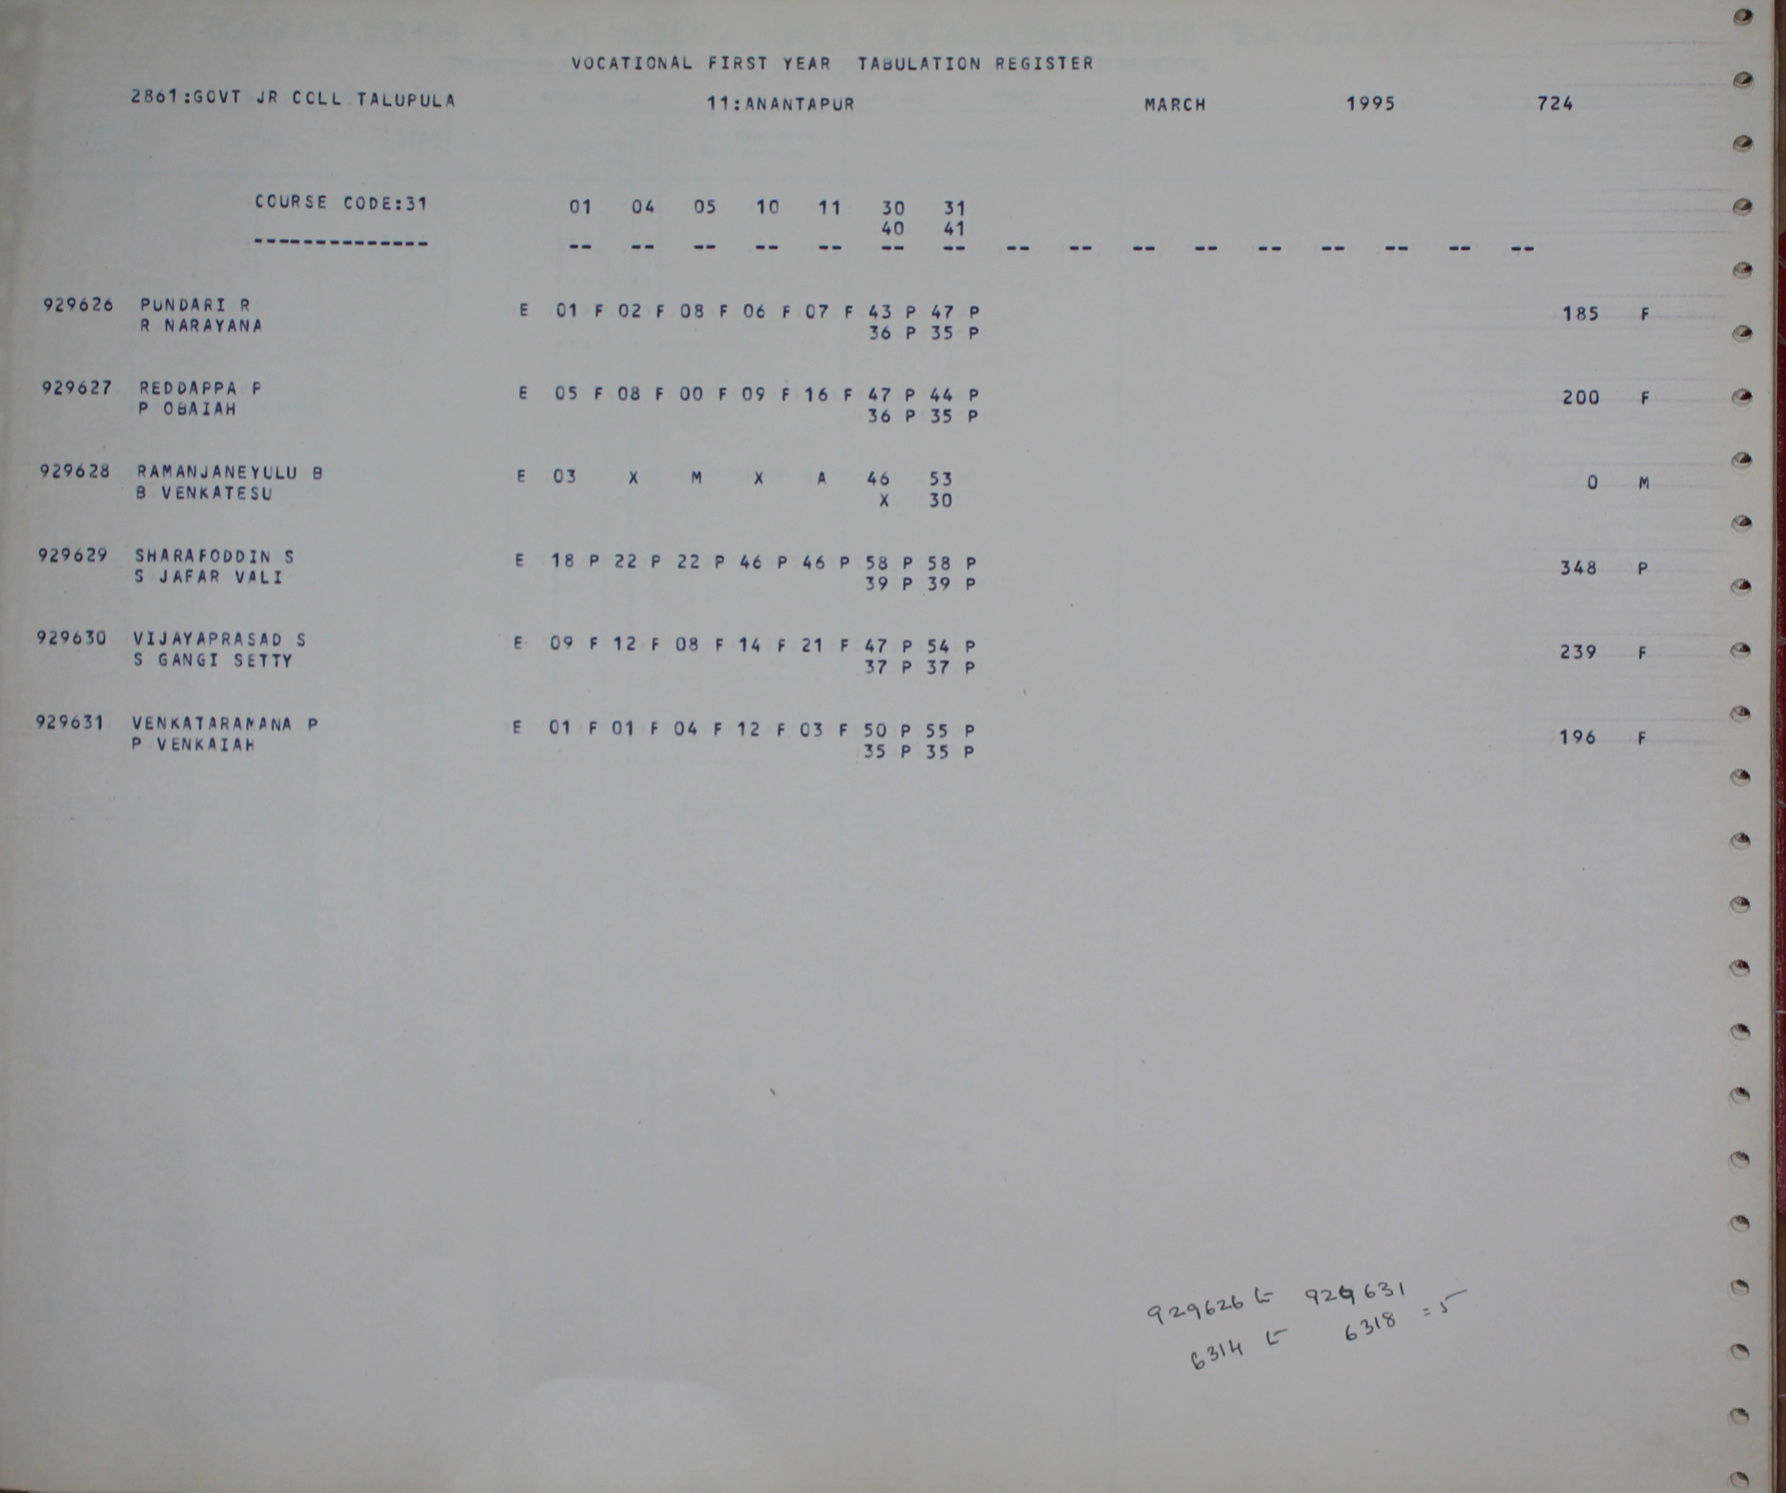 VOCATIONAL FIRST YEAR TABULATION REGISTER
2861:GOVT JR COLL TALUPULA 11:ANANTAPUR MARCH 1995 724
COURSE CODE:31 01 04 05 10 11 30 31
40 41
-------------- -- -- -- -- -- -- -- -- -- -- -- -- -- -- -- --
929626 PUNDARI R E 01 F 02 F 08 F 06 F 07 F 43 P 47 P 185 F
R NARAYANA 36 P 35 P
929627 REDDAPPA P E 05 F 08 F 00 F 09 F 16 F 47 P 44 P 200 F
P OBAIAH 36 P 35 P
929628 RAMANJANEYULU B E 03 X M X A 46 53 0 M
B VENKATESU X 30
929629 SHARAFODDIN S E 18 P 22 P 22 P 46 P 46 P 58 P 58 P 348 P
S JAFAR VALI 39 P 39 P
929630 VIJAYAPRASAD S E 09 F 12 F 08 F 14 F 21 F 47 P 54 P 239 F
S GANGI SETTY 37 P 37 P
929631 VENKATARAMANA P E 01 F 01 F 04 F 12 F 03 F 50 P 55 P 196 F
P VENKAIAH 35 P 35 P
929626 929631
6314 6318 = 5